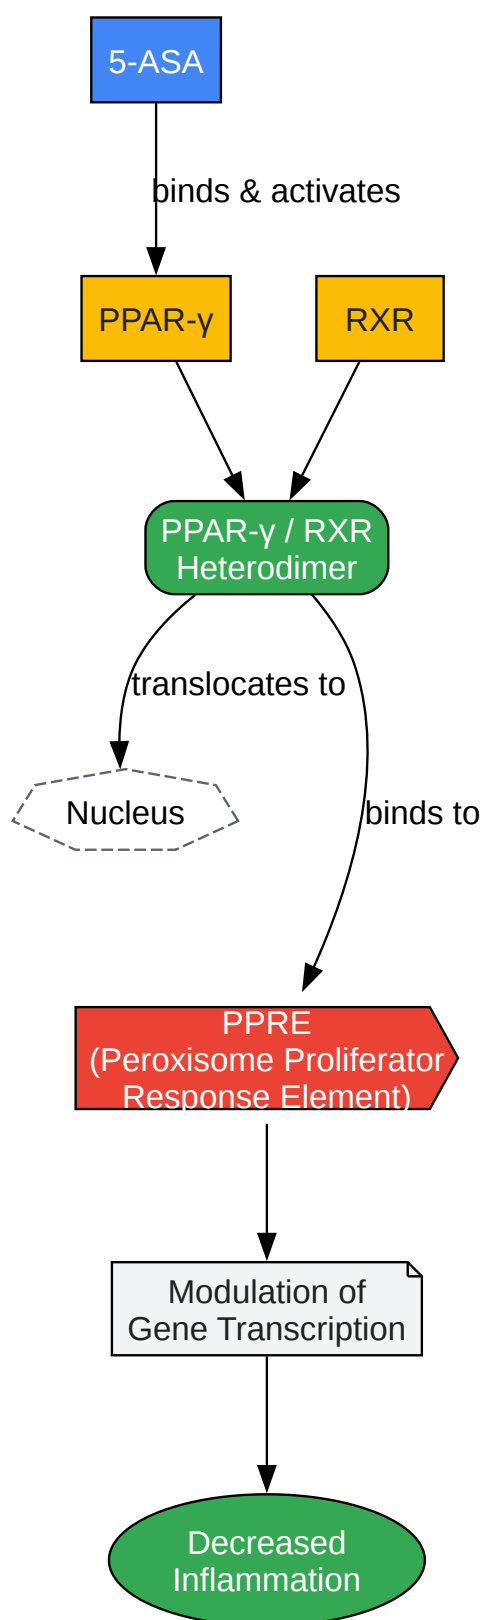 5-ASA
binds & activates
PPAR-γ
RXR
PPAR-γ / RXR
Heterodimer
translocates to
Nucleus
binds to
PPRE
(Peroxisome Proliferator
Response Element)
Modulation of
Gene Transcription
Decreased
Inflammation